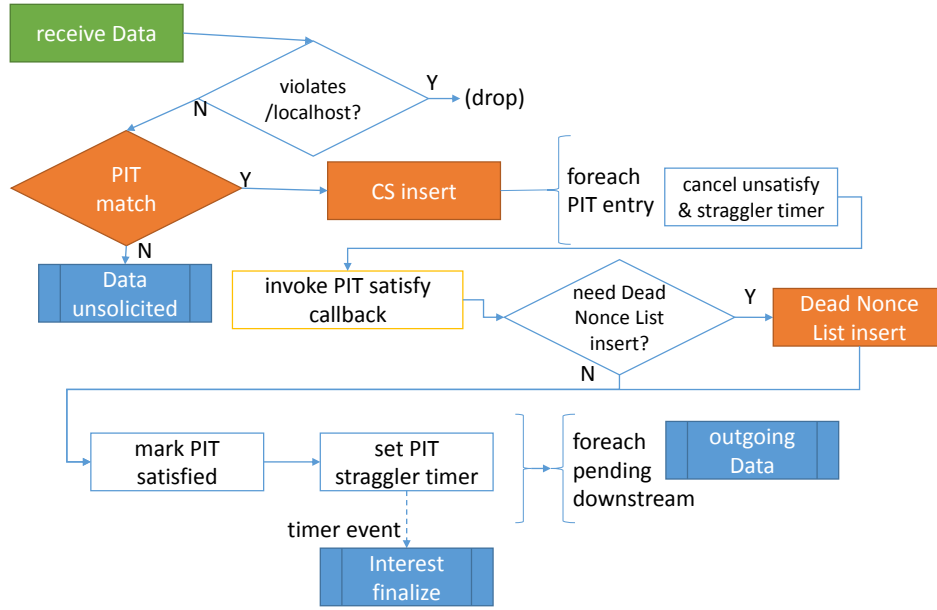 receive Data
violates
/localhost?
Y
(drop)
N
PIT
match
Y
CS insert
foreach
PIT entry
cancel unsatisfy
& straggler timer
N
Data
unsolicited
invoke PIT satisfy
callback
need Dead
Nonce List
insert?
Y
Dead Nonce
List insert
N
mark PIT
satisfied
set PIT
straggler timer
foreach
pending
downstream
outgoing
Data
timer event
Interest
finalize